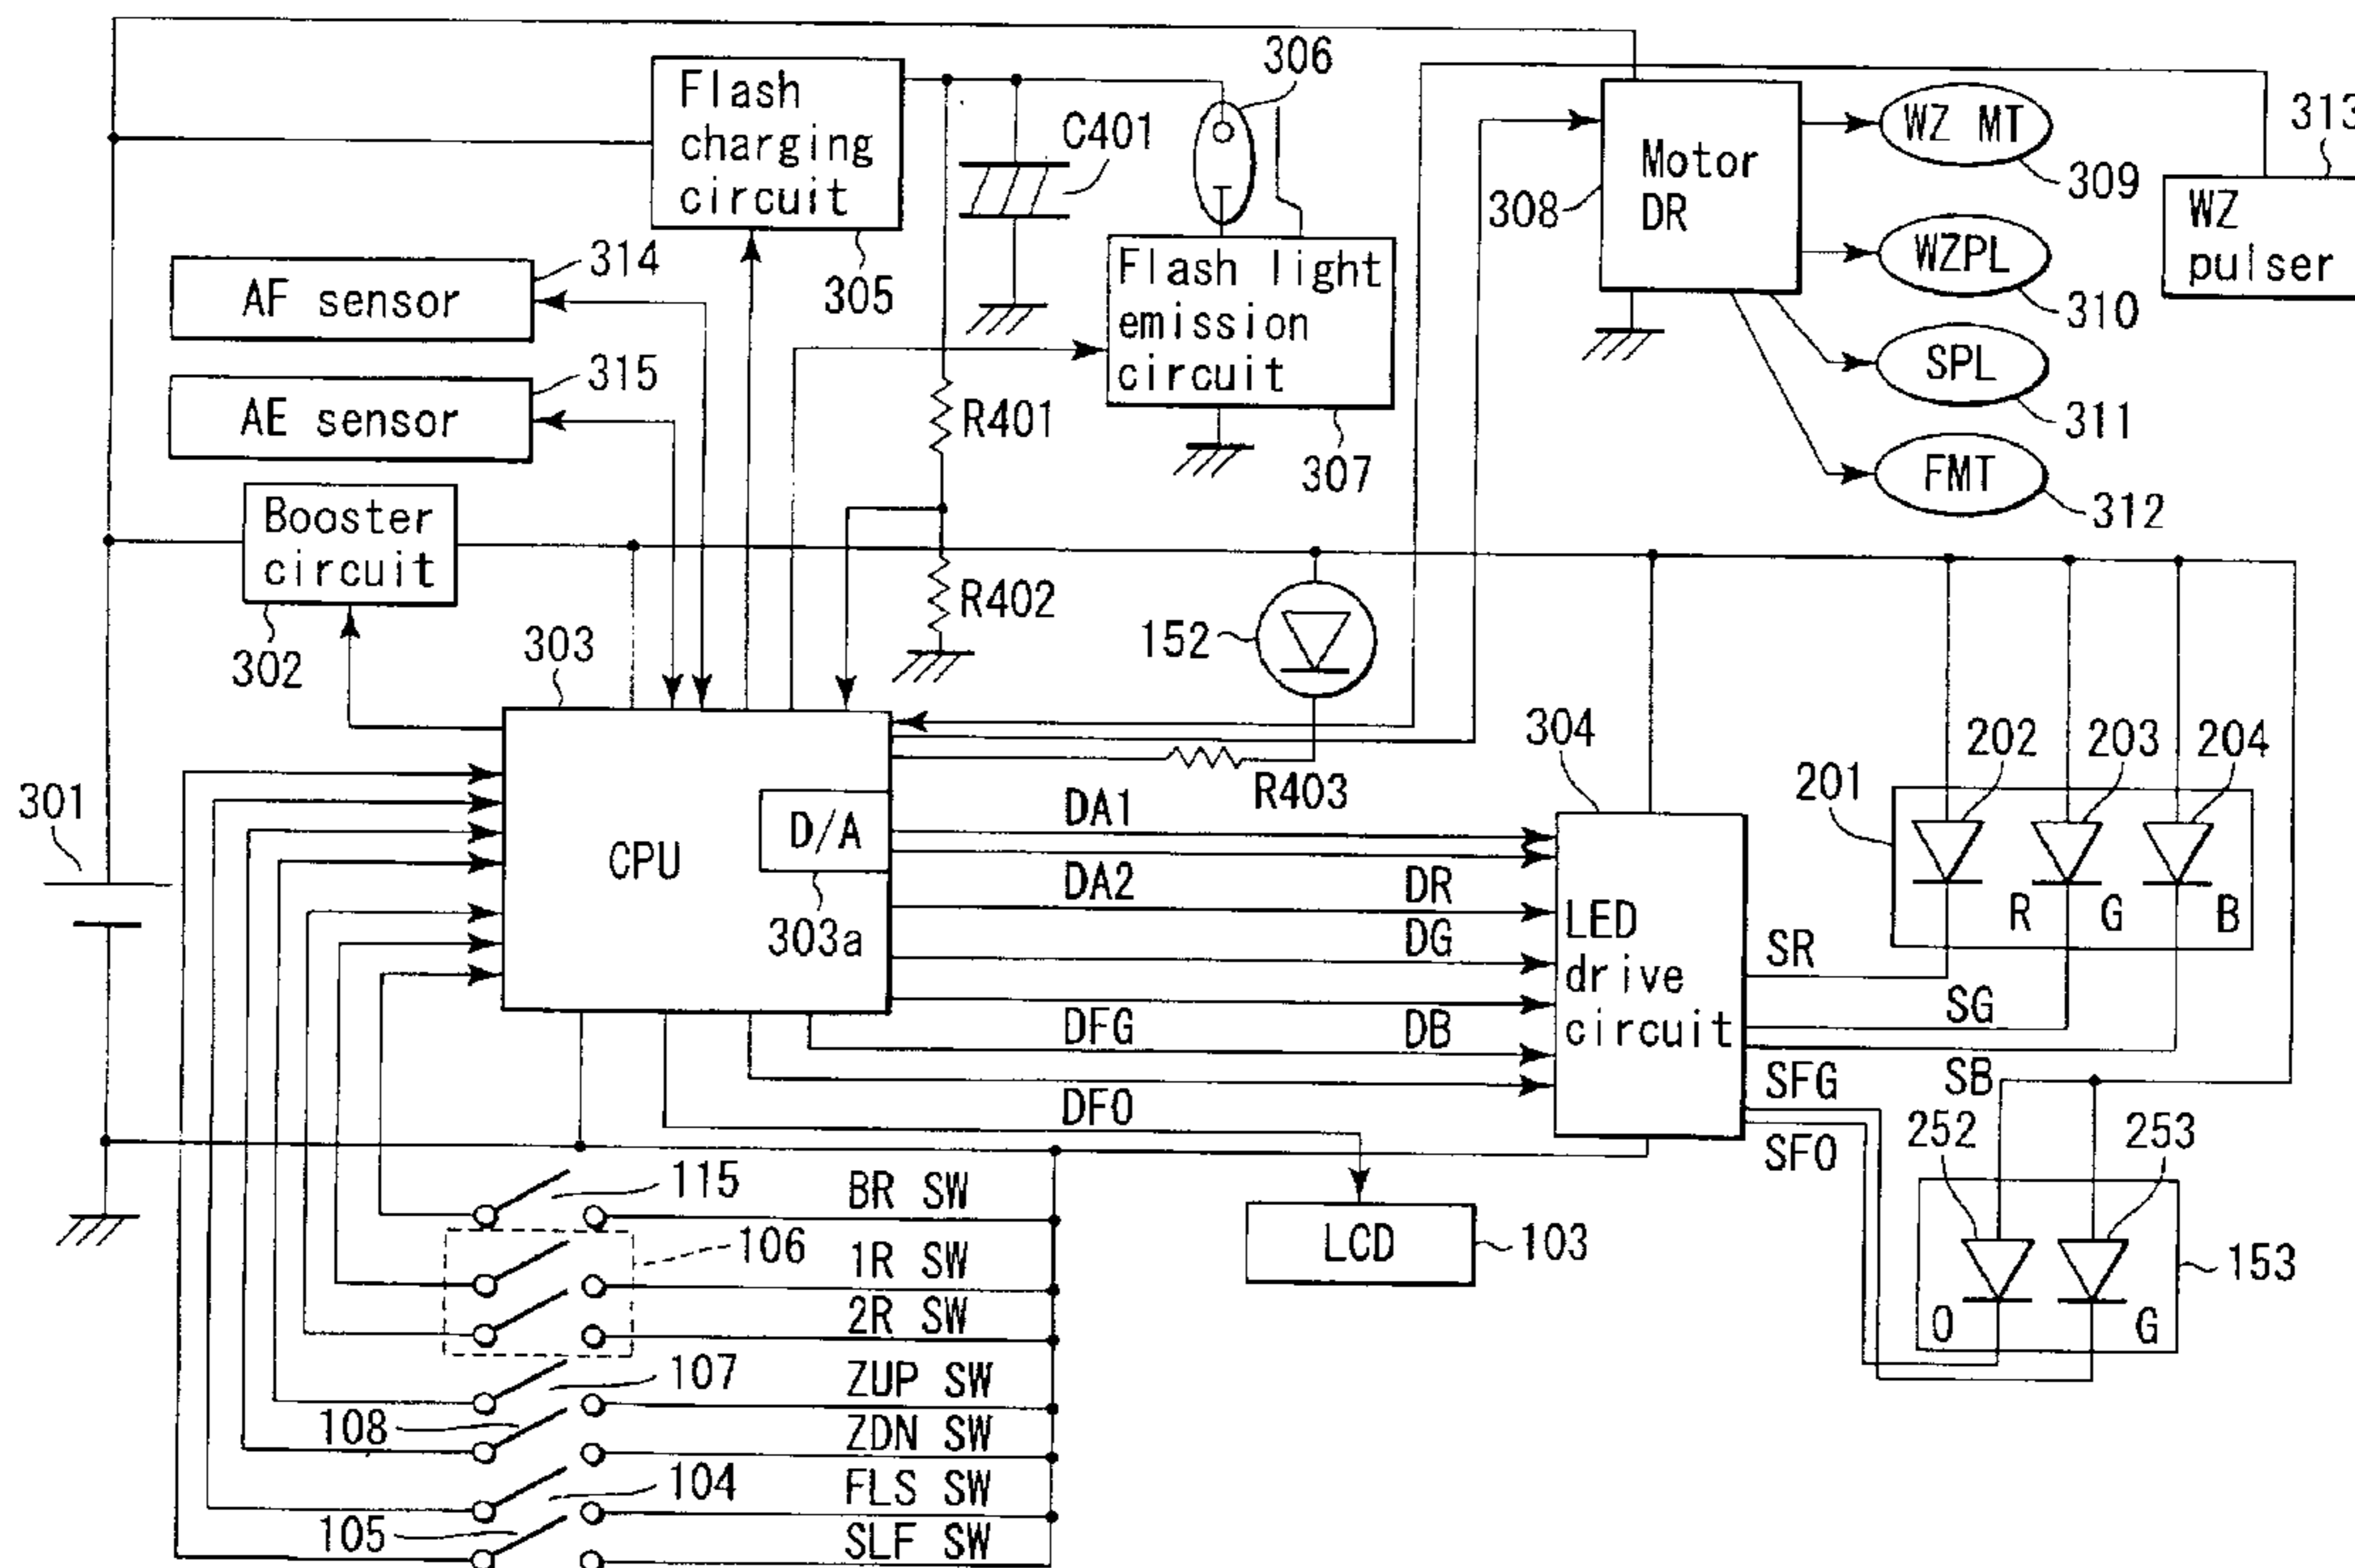 306
Flash
charging
circuit
C401
305
313
WZ MT
309
Motor
DR
308
WZ
pulser
WZPL
310
SPL
311
FMT
312
314
AF sensor
315
AE sensor
Flash light
emission
circuit
307
R401
R402
Booster
circuit
302
303
152
R403
304
202
203
204
201
R
G
B
301
CPU
D/A
303a
DA1
DA2
DR
DG
DFG
DB
DFO
LED
drive
circuit
SR
SG
SFG
SB
SFO
252
253
O
G
153
115
BR SW
106
1R SW
2R SW
107
ZUP SW
108
ZDN SW
104
FLS SW
105
SLF SW
LCD
103